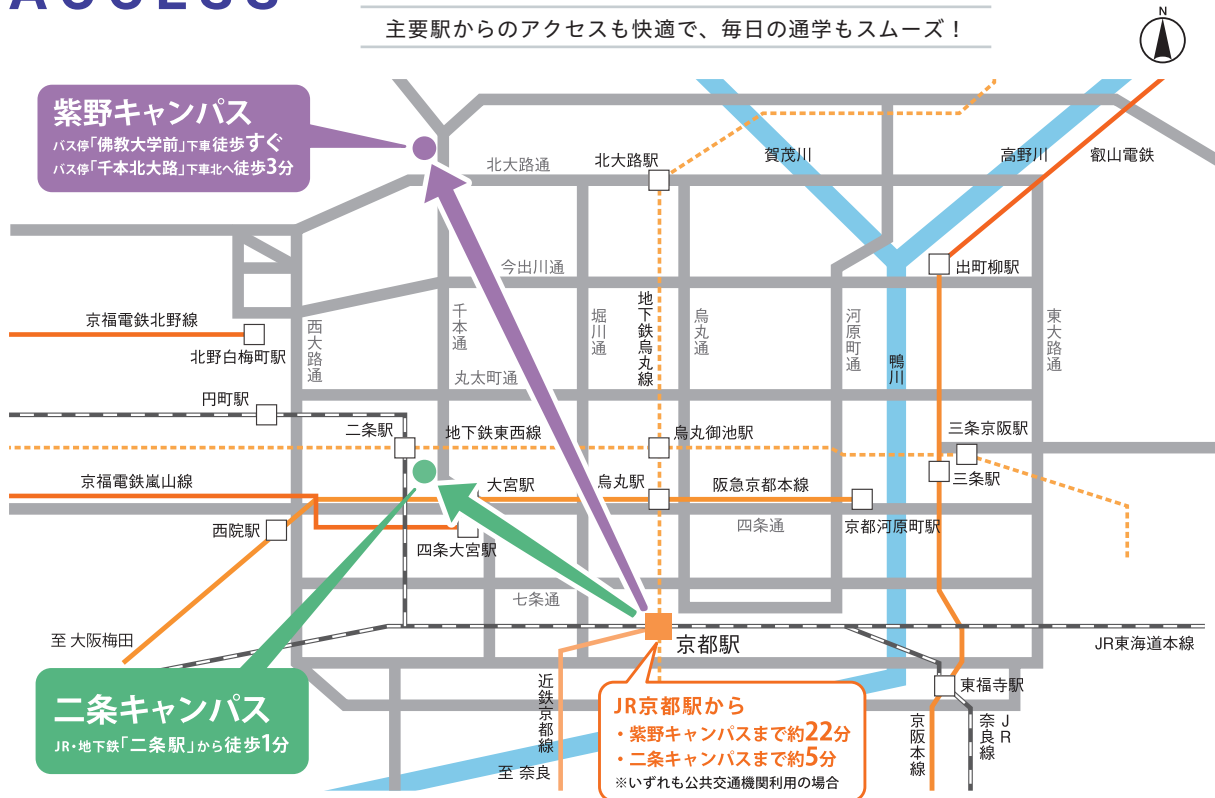 ACCESS
主要駅からのアクセスも快適で、毎日の通学もスムーズ！
N
紫野キャンパス
バス停「佛教大学前」下車徒歩すぐ
バス停「千本北大路」下車北へ徒歩3分
北大路通
北大路駅
賀茂川
高野川
叡山電鉄
今出川通
出町柳駅
京福電鉄北野線
北野白梅町駅
西大路通
千本通
堀川通
地下鉄烏丸線
烏丸通
河原町通
鴨川
東大路通
丸太町通
円町駅
二条駅
地下鉄東西線
烏丸御池駅
三条京阪駅
三条駅
京福電鉄嵐山線
大宮駅
烏丸駅
阪急京都本線
西院駅
四条大宮駅
四条通
京都河原町駅
七条通
至 大阪梅田
京都駅
JR東海道本線
二条キャンパス
JR・地下鉄「二条駅」から徒歩1分
近鉄京都線
至 奈良
JR京都駅から
・紫野キャンパスまで約22分
・二条キャンパスまで約5分
※いずれも公共交通機関利用の場合
東福寺駅
京阪本線
JR
奈良線